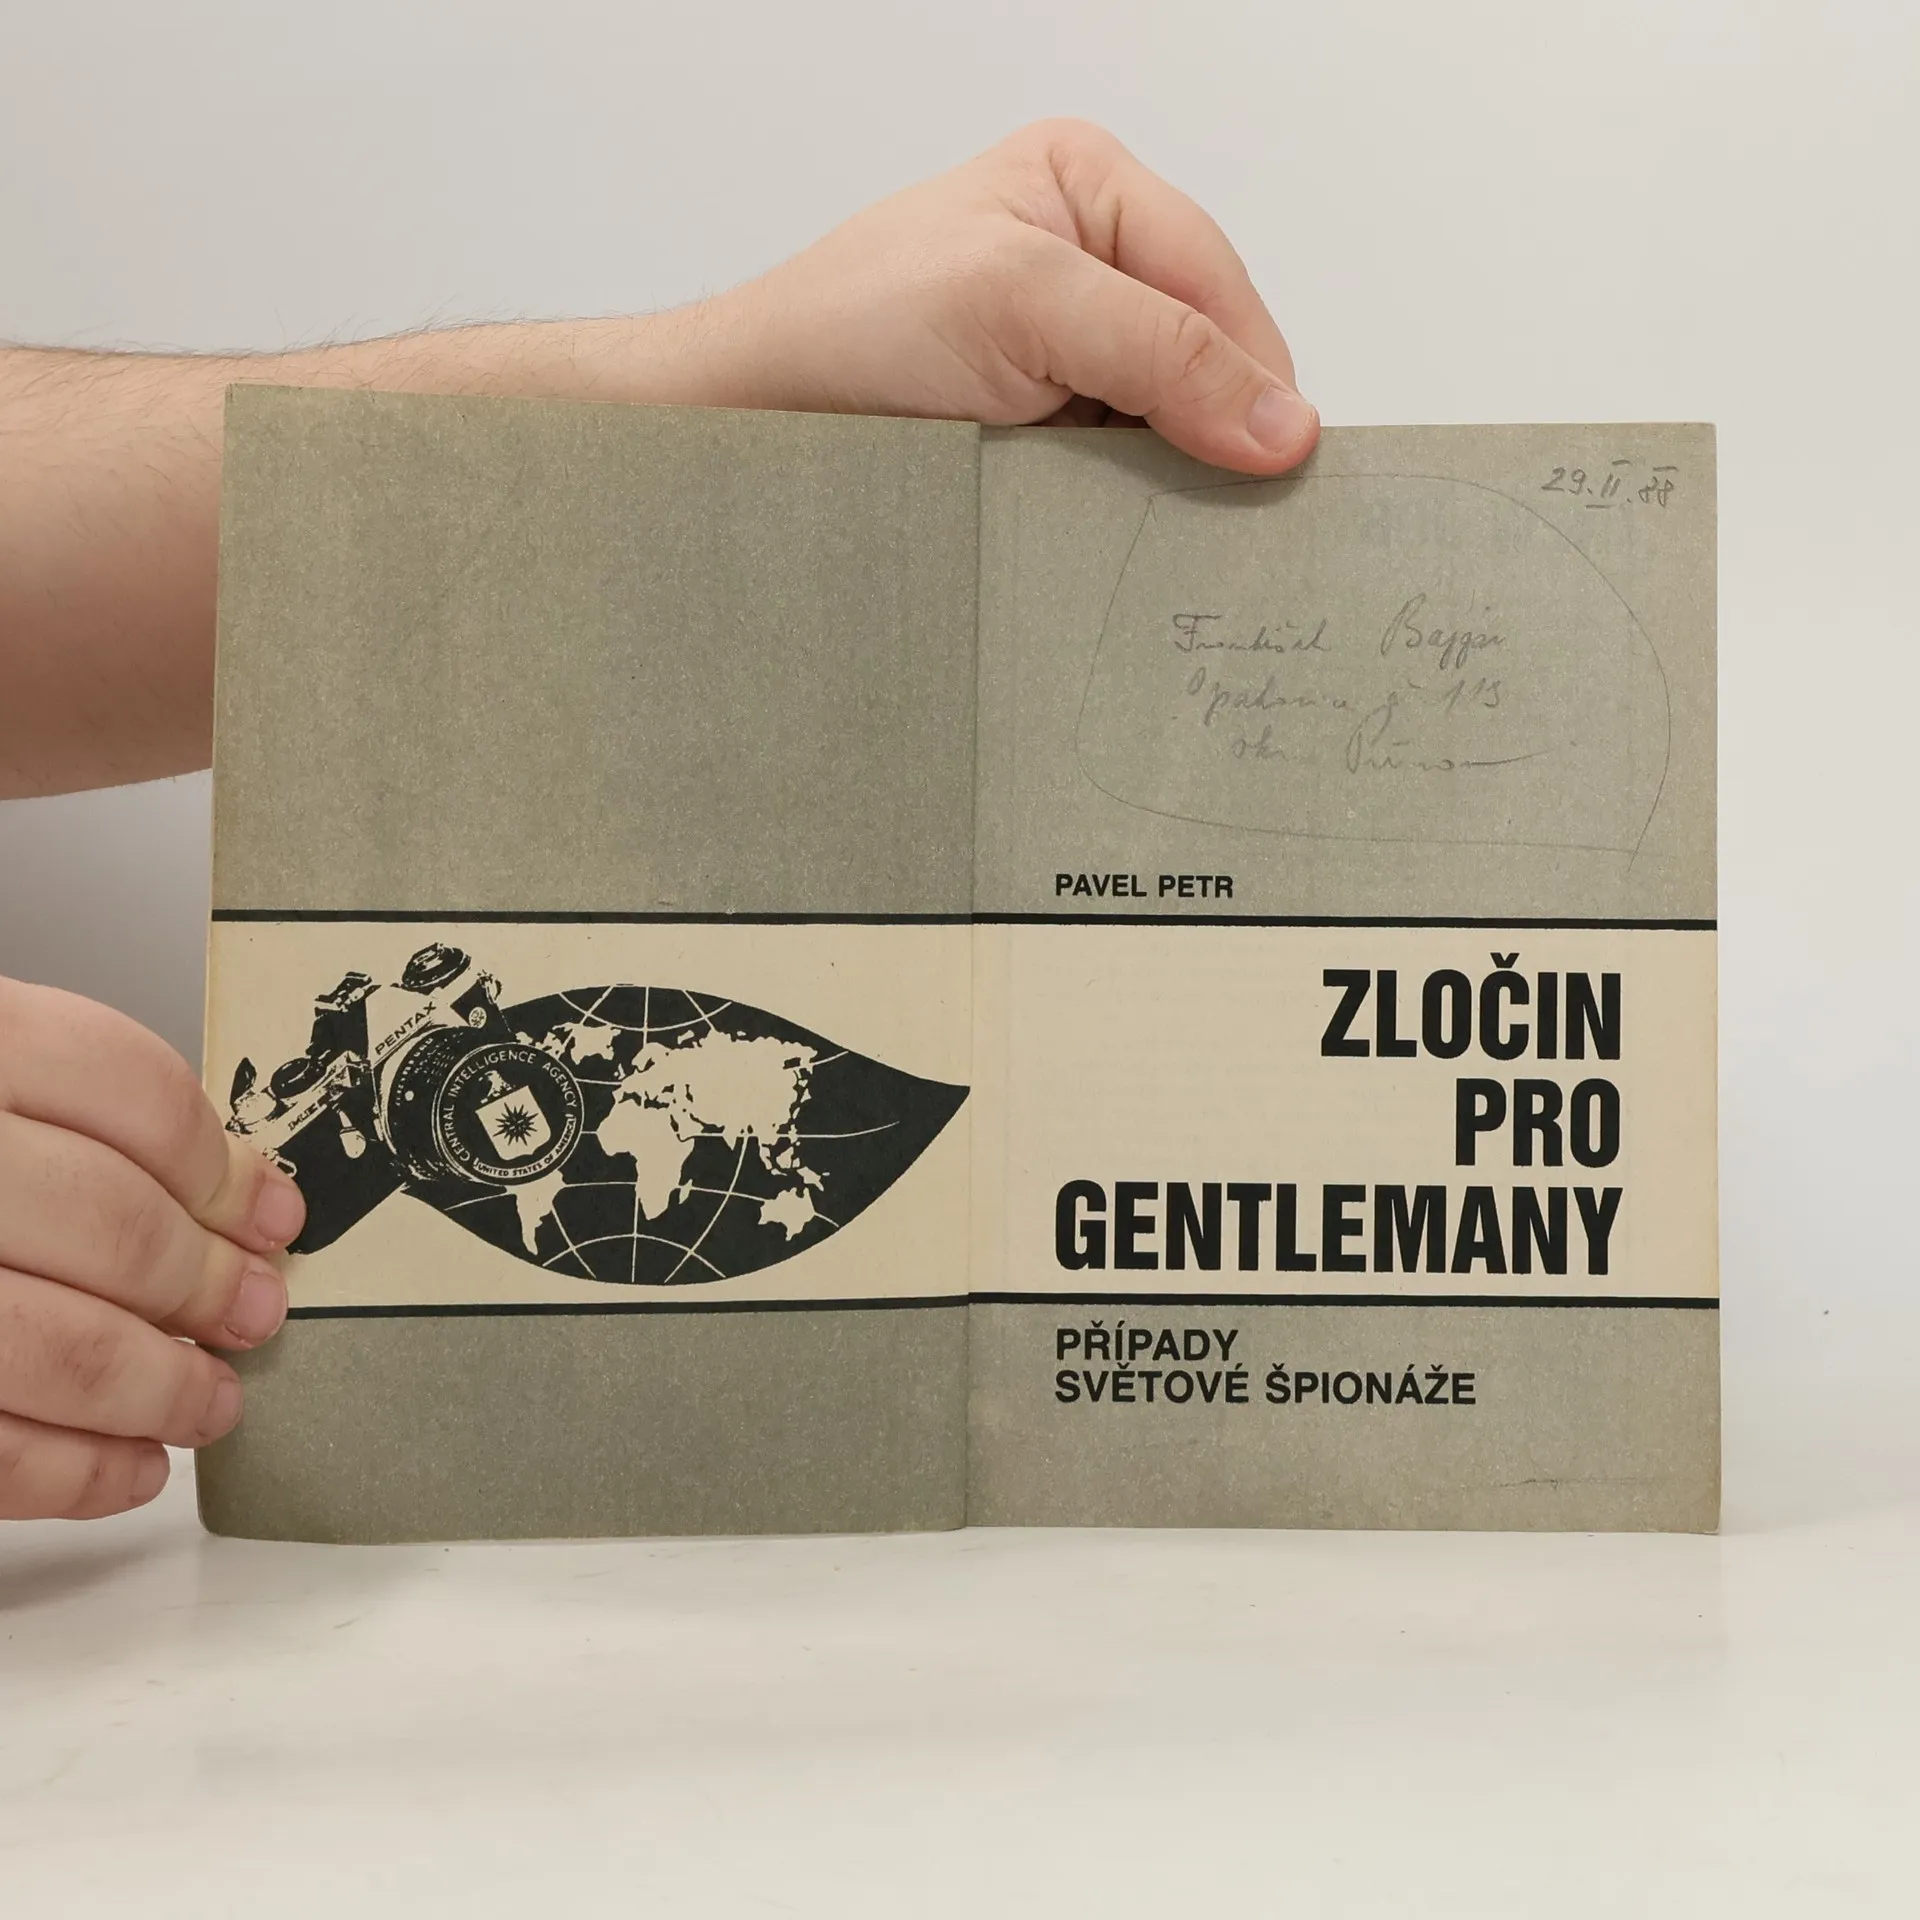 PENTAX
CENTRAL INTELLIGENCE AGENCY
UNITED STATES OF AMERICA
29. II. 88
František
PAVEL PETR
ZLOČIN
PRO
GENTLEMANY
PŘÍPADY
SVĚTOVÉ ŠPIONÁŽE